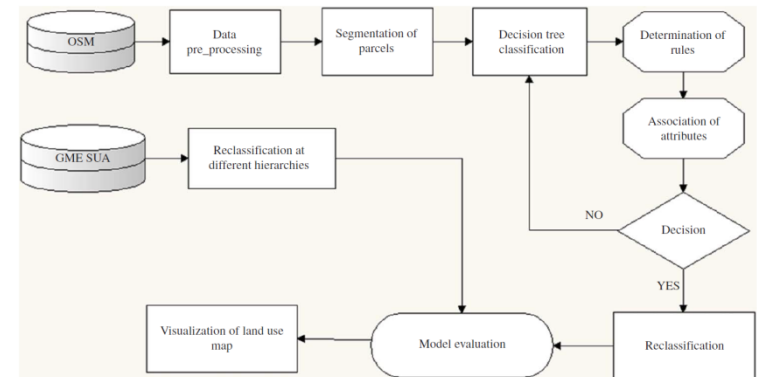 OSM
Data
pre_processing
Segmentation of
parcels
Decision tree
classification
Determination of
rules
Association of
attributes
GME SUA
Reclassification at
different hierarchies
NO
Decision
YES
Visualization of land use
map
Model evaluation
Reclassification